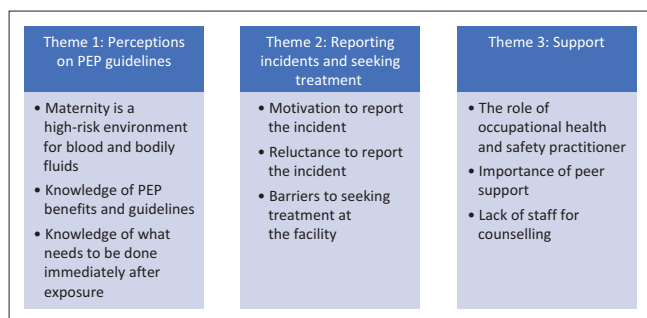 Theme 1: Perceptions
on PEP guidelines
• Maternity is a
high-risk environment
for blood and bodily
fluids
• Knowledge of PEP
benefits and guidelines
• Knowledge of what
needs to be done
immediately after
exposure
Theme 2: Reporting
incidents and seeking
treatment
• Motivation to report
the incident
• Reluctance to report
the incident
• Barriers to seeking
treatment at
the facility
Theme 3: Support
• The role of
occupational health
and safety practitioner
• Importance of peer
support
• Lack of staff for
counselling